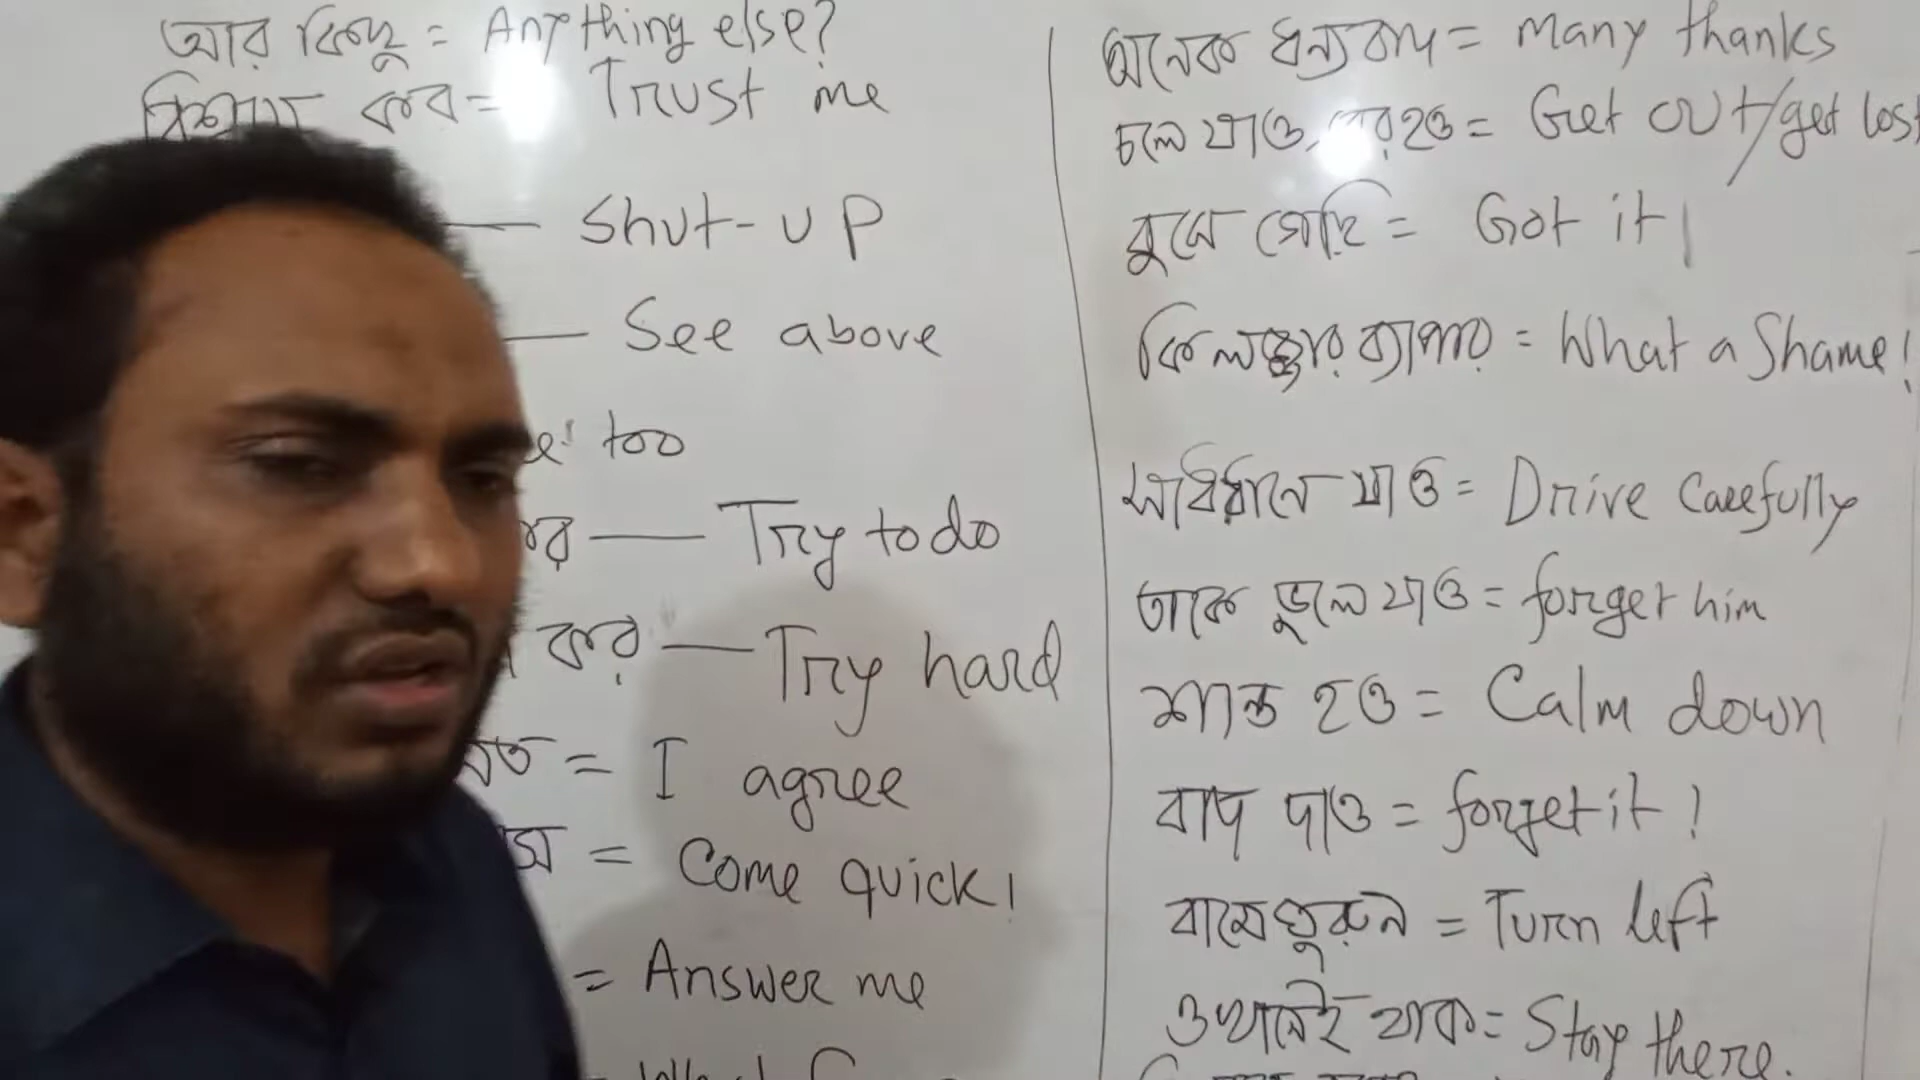 আর কিছু = Anything else?
বিশ্বাস কর = Trust me
— Shut-up
— See above
too
— Try to do
কর — Try hard
= I agree
= Come quick!
= Answer me
অনেক ধন্যবাদ = Many thanks
চলে যাও, বের হও = Get out/get lost
বুঝে গেছি = Got it!
কি লজ্জার ব্যাপার = What a Shame!
সাবধানে যাও = Drive Carefully
তাকে ভুলে যাও = forget him
শান্ত হও = Calm down
বাদ দাও = forget it!
বামে ঘুরুন = Turn left
ওখানেই থাক = Stay there.